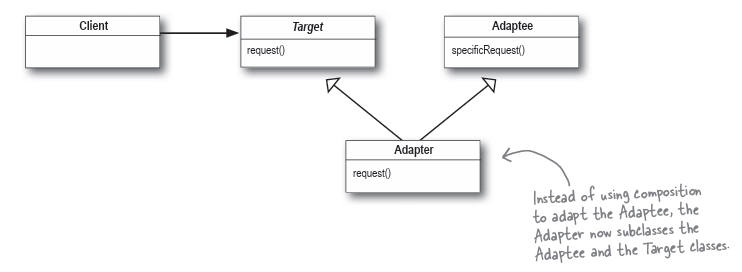 Client
Target
request()
Adaptee
specificRequest()
Adapter
request()
Instead of using composition
to adapt the Adaptee, the
Adapter now subclasses the
Adaptee and the Target classes.